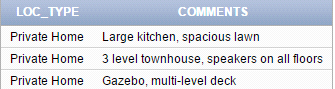 LOC_TYPE COMMENTS
Private Home Large kitchen, spacious lawn
Private Home 3 level townhouse, speakers on all floors
Private Home Gazebo, multi-level deck